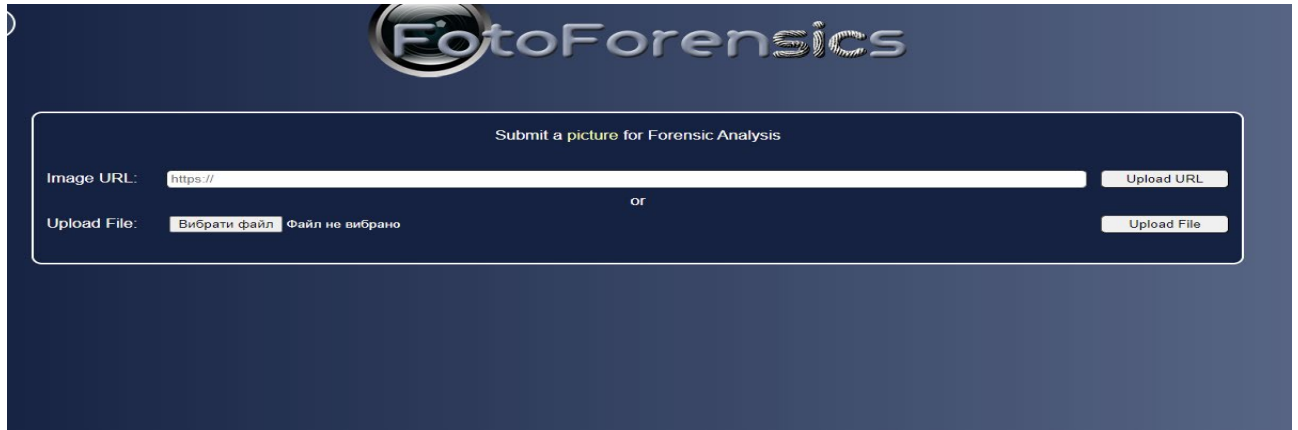 FotoForensics
Submit a picture for Forensic Analysis
Image URL: https:// Upload URL
or
Upload File: Вибрати файл Файл не вибрано Upload File